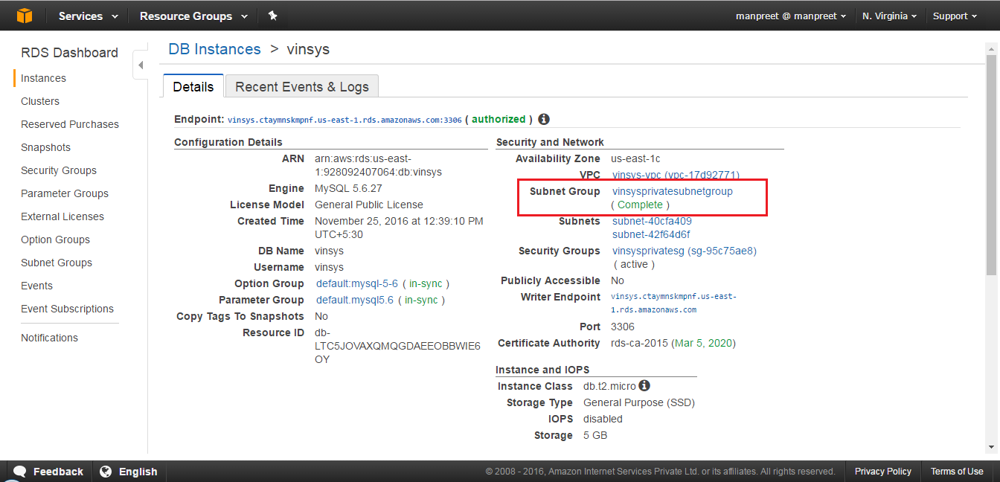 Services Resource Groups manpreet @ manpreet N. Virginia Support
RDS Dashboard
Instances
Clusters
Reserved Purchases
Snapshots
Security Groups
Parameter Groups
External Licenses
Option Groups
Subnet Groups
Events
Event Subscriptions
Notifications
DB Instances > vinsys
Details Recent Events & Logs
Endpoint: vinsys.ctaymnskmpnf.us-east-1.rds.amazonaws.com:3306 ( authorized )
Configuration Details
ARN arn:aws:rds:us-east-
1:928092407064:db:vinsys
Engine MySQL 5.6.27
License Model General Public License
Created Time November 25, 2016 at 12:39:10 PM
UTC+5:30
DB Name vinsys
Username vinsys
Option Group default:mysql-5-6 ( in-sync )
Parameter Group default.mysql5.6 ( in-sync )
Copy Tags To Snapshots No
Resource ID db-
LTC5JOVAXQMQGDAEEOBBWIE6
OY
Security and Network
Availability Zone us-east-1c
VPC vinsys-vpc (vpc-17d92771)
Subnet Group vinsysprivatesubnetgroup
( Complete )
Subnets subnet-40cfa409
subnet-42f64d6f
Security Groups vinsysprivatesg (sg-95c75ae8)
( active )
Publicly Accessible No
Writer Endpoint vinsys.ctaymnskmpnf.us-east-
1.rds.amazonaws.com
Port 3306
Certificate Authority rds-ca-2015 (Mar 5, 2020)
Instance and IOPS
Instance Class db.t2.micro
Storage Type General Purpose (SSD)
IOPS disabled
Storage 5 GB
Feedback English © 2008 - 2016, Amazon Internet Services Private Ltd. or its affiliates. All rights reserved. Privacy Policy Terms of Use